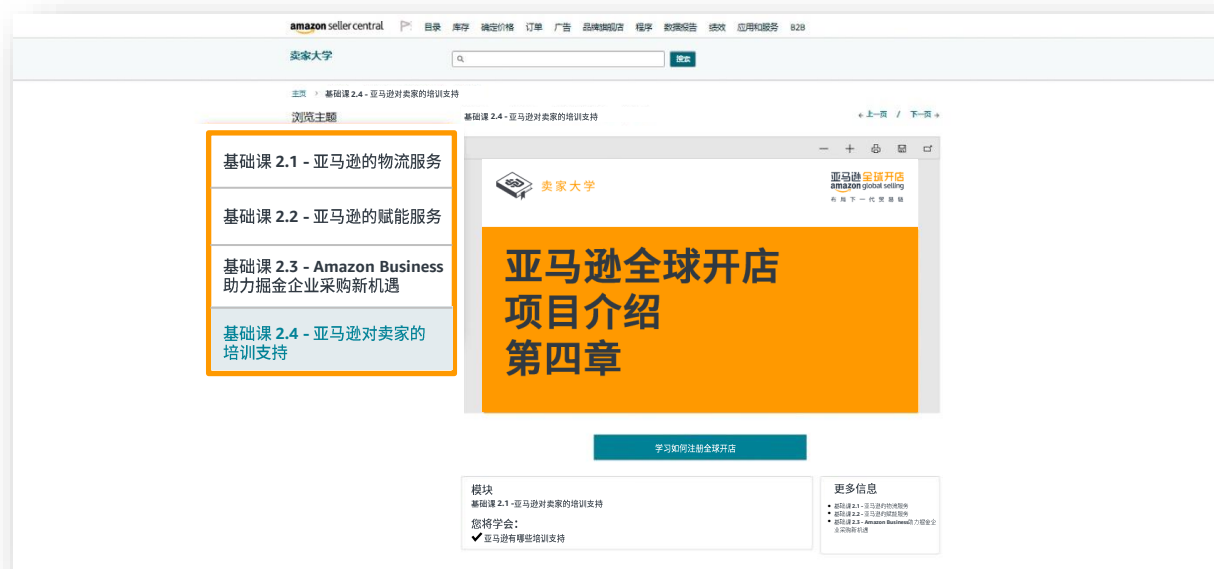 amazon seller central 目录 库存 确定价格 订单 广告 品牌旗舰店 程序 数据报告 绩效 应用和服务 B2B
卖家大学
搜索
主页 › 基础课 2.4 - 亚马逊对卖家的培训支持
浏览主题
基础课 2.4 - 亚马逊对卖家的培训支持
上一页 / 下一页
基础课 2.1 - 亚马逊的物流服务
基础课 2.2 - 亚马逊的赋能服务
基础课 2.3 - Amazon Business
助力掘金企业采购新机遇
基础课 2.4 - 亚马逊对卖家的
培训支持
卖家大学
亚马逊全球开店
amazon global selling
布局下一代贸易链
亚马逊全球开店
项目介绍
第四章
学习如何注册全球开店
模块
基础课 2.1 -亚马逊对卖家的培训支持
您将学会：
亚马逊有哪些培训支持
更多信息
基础课 2.1 - 亚马逊的物流服务
基础课 2.2 - 亚马逊的赋能服务
基础课 2.3 - Amazon Business助力掘金企
业采购新机遇